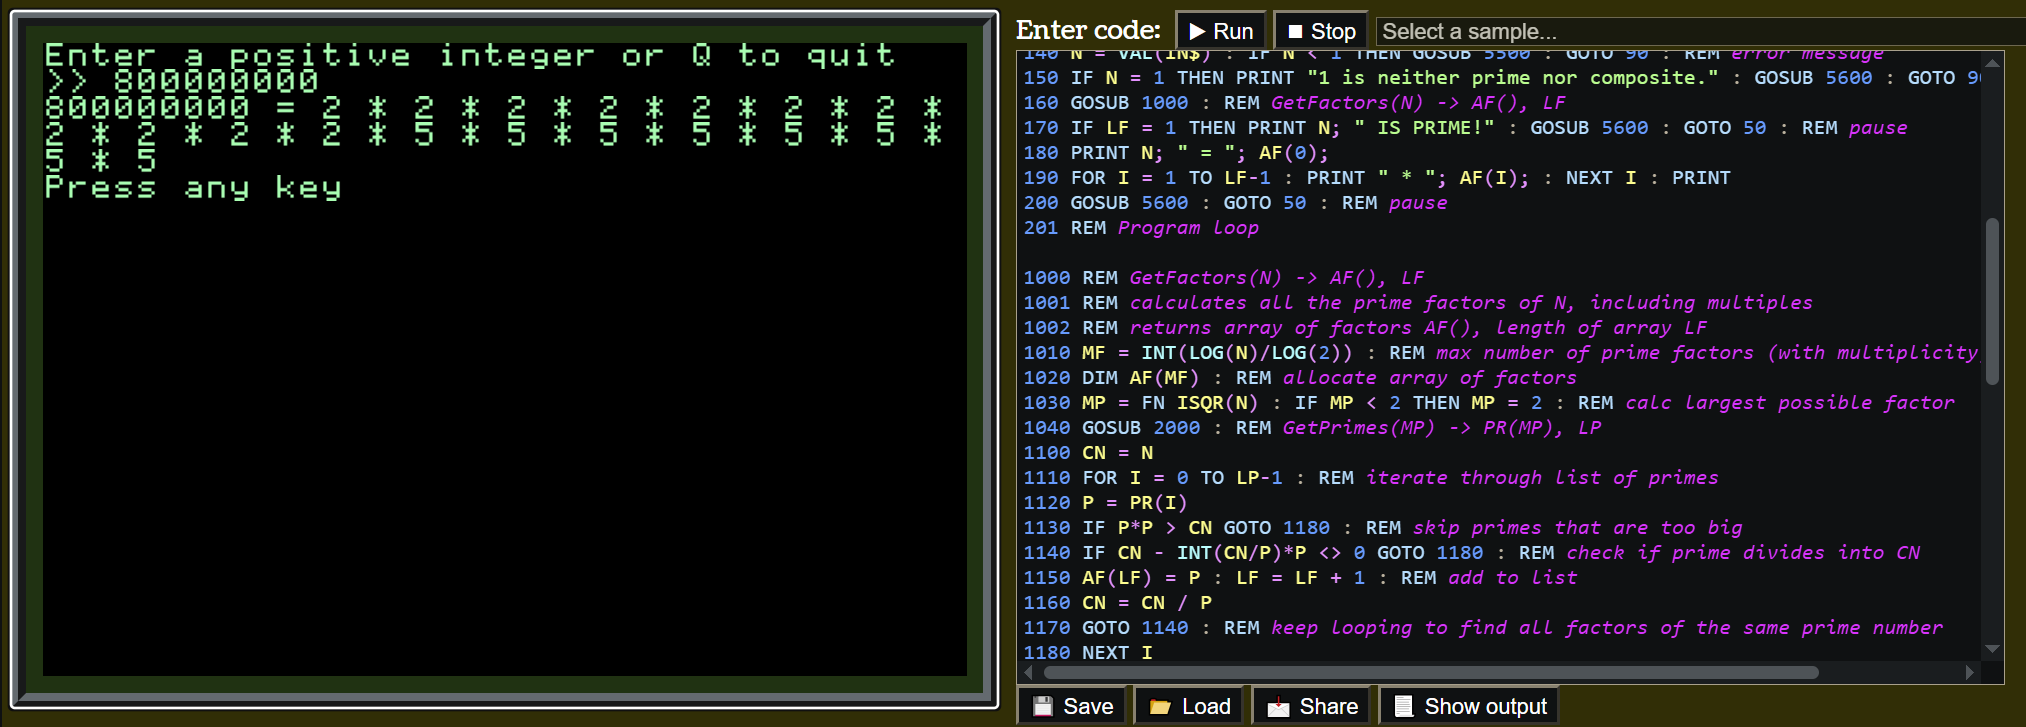 Enter a positive integer or Q to quit
>> 800000000
800000000 = 2 * 2 * 2 * 2 * 2 * 2 * 2 *
2 * 2 * 2 * 2 * 5 * 5 * 5 * 5 * 5 * 5 *
5 * 5
Press any key
Enter code:
Run
Stop
Select a sample...
140 N = VAL(IN$) : IF N < 1 THEN GOSUB 5500 : GOTO 90 : REM error message
150 IF N = 1 THEN PRINT "1 is neither prime nor composite." : GOSUB 5600 : GOTO 9
160 GOSUB 1000 : REM GetFactors(N) -> AF(), LF
170 IF LF = 1 THEN PRINT N; " IS PRIME!" : GOSUB 5600 : GOTO 50 : REM pause
180 PRINT N; " = "; AF(0);
190 FOR I = 1 TO LF-1 : PRINT " * "; AF(I); : NEXT I : PRINT
200 GOSUB 5600 : GOTO 50 : REM pause
201 REM Program loop
1000 REM GetFactors(N) -> AF(), LF
1001 REM calculates all the prime factors of N, including multiples
1002 REM returns array of factors AF(), length of array LF
1010 MF = INT(LOG(N)/LOG(2)) : REM max number of prime factors (with multiplicity
1020 DIM AF(MF) : REM allocate array of factors
1030 MP = FN ISQR(N) : IF MP < 2 THEN MP = 2 : REM calc largest possible factor
1040 GOSUB 2000 : REM GetPrimes(MP) -> PR(MP), LP
1100 CN = N
1110 FOR I = 0 TO LP-1 : REM iterate through list of primes
1120 P = PR(I)
1130 IF P*P > CN GOTO 1180 : REM skip primes that are too big
1140 IF CN - INT(CN/P)*P <> 0 GOTO 1180 : REM check if prime divides into CN
1150 AF(LF) = P : LF = LF + 1 : REM add to list
1160 CN = CN / P
1170 GOTO 1140 : REM keep looping to find all factors of the same prime number
1180 NEXT I
Save
Load
Share
Show output